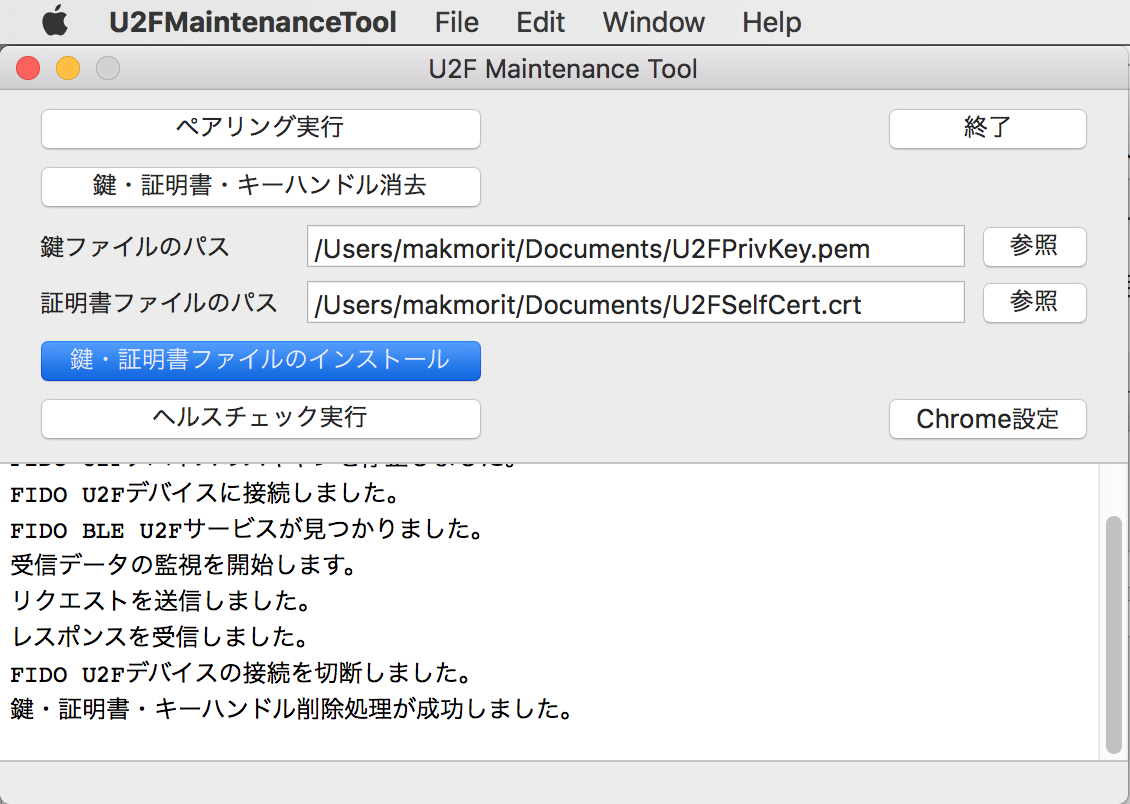 U2FMaintenanceTool File Edit Window Help
U2F Maintenance Tool
ペアリング実行 終了
鍵・証明書・キーハンドル消去
鍵ファイルのパス /Users/makmorit/Documents/U2FPrivKey.pem 参照
証明書ファイルのパス /Users/makmorit/Documents/U2FSelfCert.crt 参照
鍵・証明書ファイルのインストール
ヘルスチェック実行 Chrome設定
FIDO U2Fデバイスに接続しました。
FIDO BLE U2Fサービスが見つかりました。
受信データの監視を開始します。
リクエストを送信しました。
レスポンスを受信しました。
FIDO U2Fデバイスの接続を切断しました。
鍵・証明書・キーハンドル削除処理が成功しました。